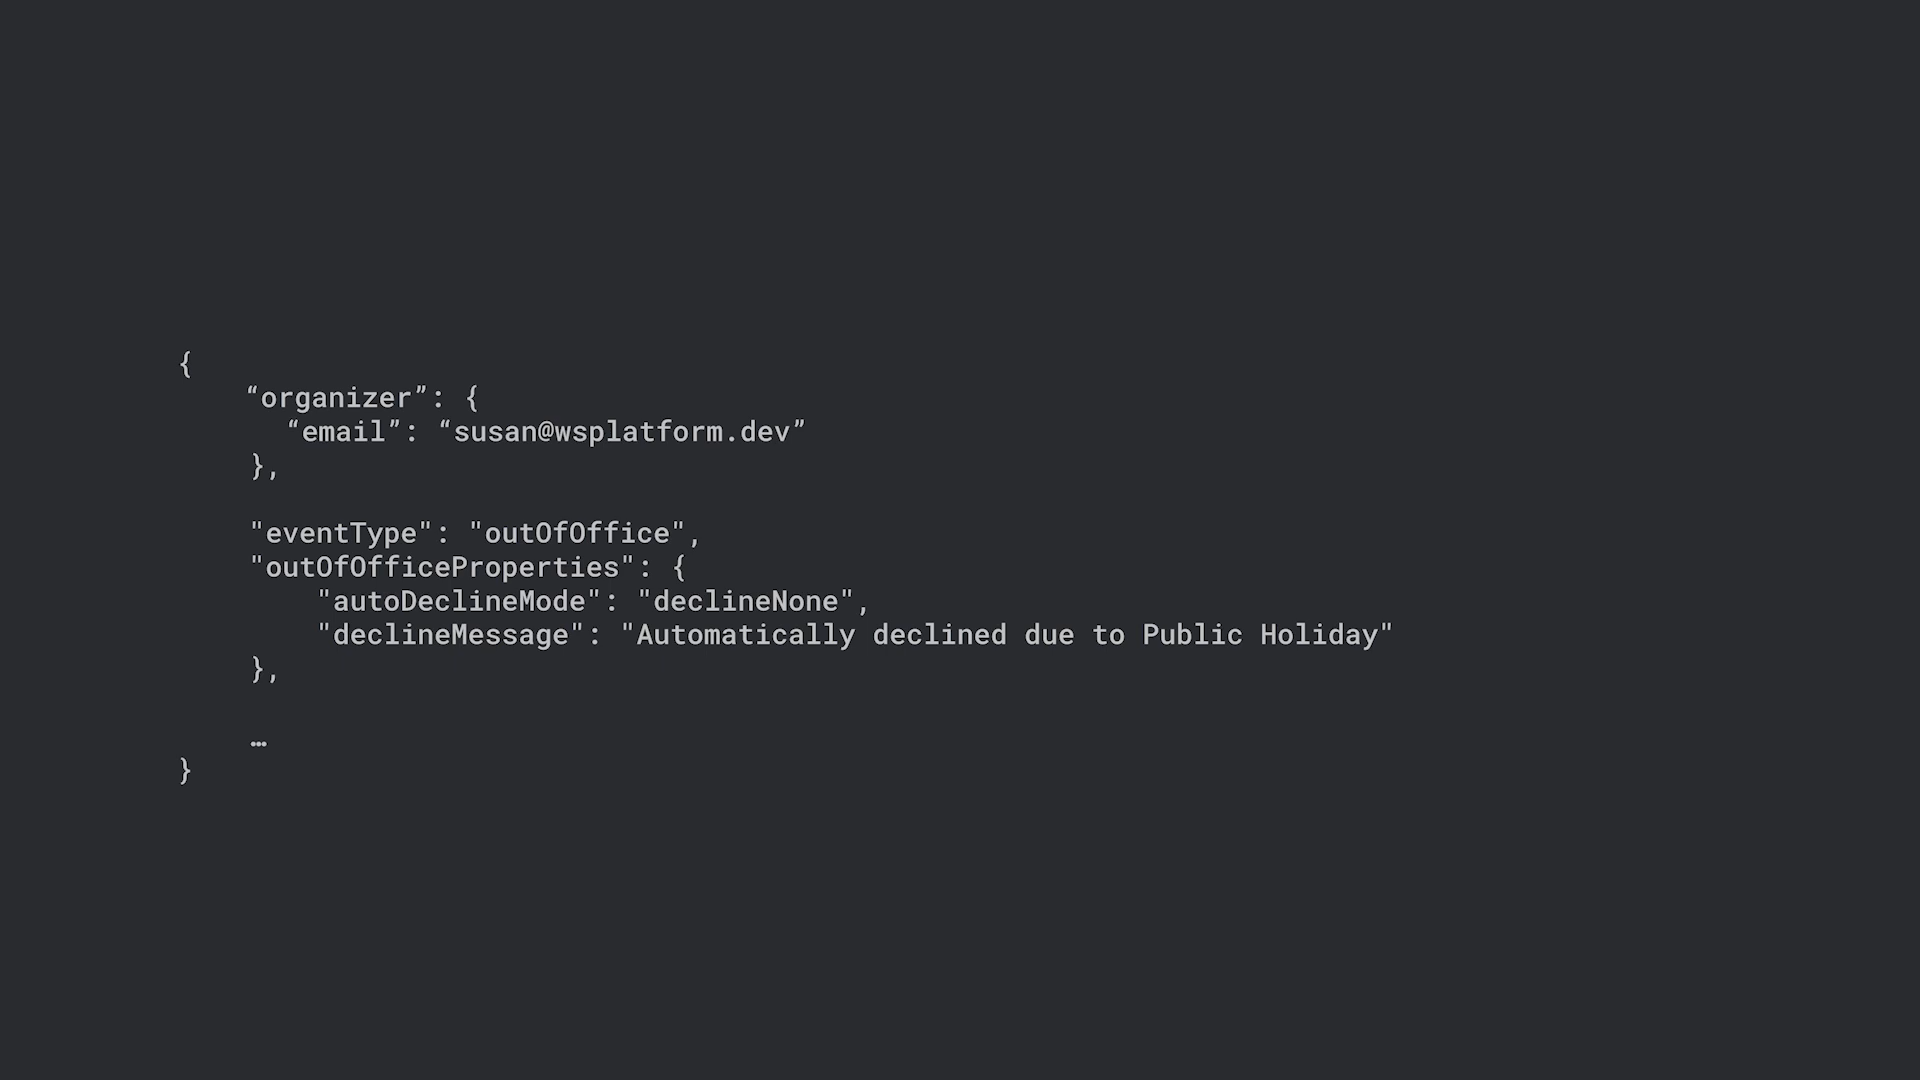 {
“organizer”: {
“email”: “susan@wsplatform.dev”
},
"eventType": "outOfOffice",
"outOfOfficeProperties": {
"autoDeclineMode": "declineNone",
"declineMessage": "Automatically declined due to Public Holiday"
},
…
}